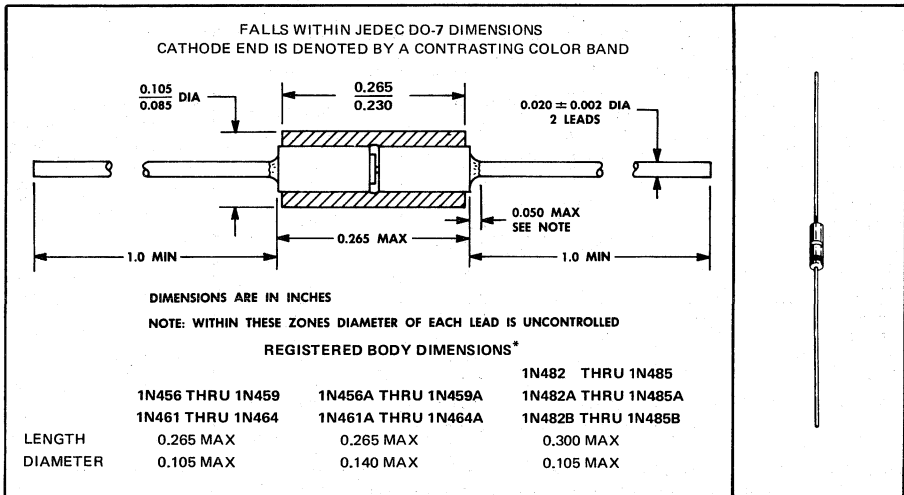 FALLS WITHIN JEDEC DO-7 DIMENSIONS
CATHODE END IS DENOTED BY A CONTRASTING COLOR BAND
0.105
0.085 DIA
0.265
0.230
0.020 ± 0.002 DIA
2 LEADS
0.050 MAX
SEE NOTE
0.265 MAX
1.0 MIN
1.0 MIN
DIMENSIONS ARE IN INCHES
NOTE: WITHIN THESE ZONES DIAMETER OF EACH LEAD IS UNCONTROLLED
REGISTERED BODY DIMENSIONS*
1N482 THRU 1N485
1N456 THRU 1N459 1N456A THRU 1N459A 1N482A THRU 1N485A
1N461 THRU 1N464 1N461A THRU 1N464A 1N482B THRU 1N485B
LENGTH 0.265 MAX 0.265 MAX 0.300 MAX
DIAMETER 0.105 MAX 0.140 MAX 0.105 MAX